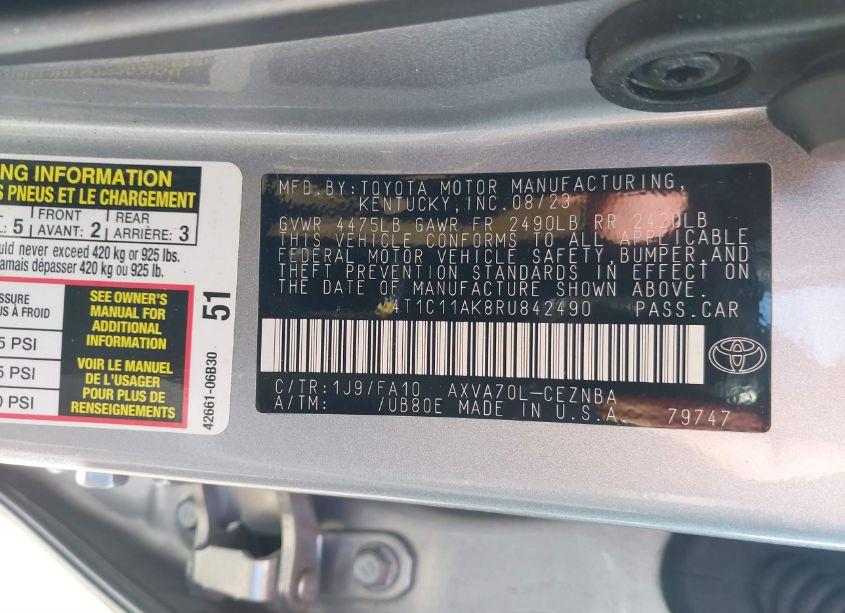 NG INFORMATION
S PNEUS ET LE CHARGEMENT
L: 5 FRONT AVANT: 2 REAR ARRIÈRE: 3
ould never exceed 420 kg or 925 lbs.
amais dépasser 420 kg ou 925 lb.
ESSURE
US À FROID
5 PSI
5 PSI
0 PSI
SEE OWNER'S
MANUAL FOR
ADDITIONAL
INFORMATION
VOIR LE MANUEL
DE L'USAGER
POUR PLUS DE
RENSEIGNEMENTS
51
42661-06B30
MFD.BY:TOYOTA MOTOR MANUFACTURING,
KENTUCKY,INC.08/23
GVWR 4475LB GAWR FR 2490LB RR 2420LB
THIS VEHICLE CONFORMS TO ALL APPLICABLE
FEDERAL MOTOR VEHICLE SAFETY,BUMPER,AND
THEFT PREVENTION STANDARDS IN EFFECT ON
THE DATE OF MANUFACTURE SHOWN ABOVE.
4T1C11AK8RU842490 PASS.CAR
C/TR:1J9/FA10 AXVA70L-CEZNBA
A/TM: /UB80E MADE IN U.S.A. 79747